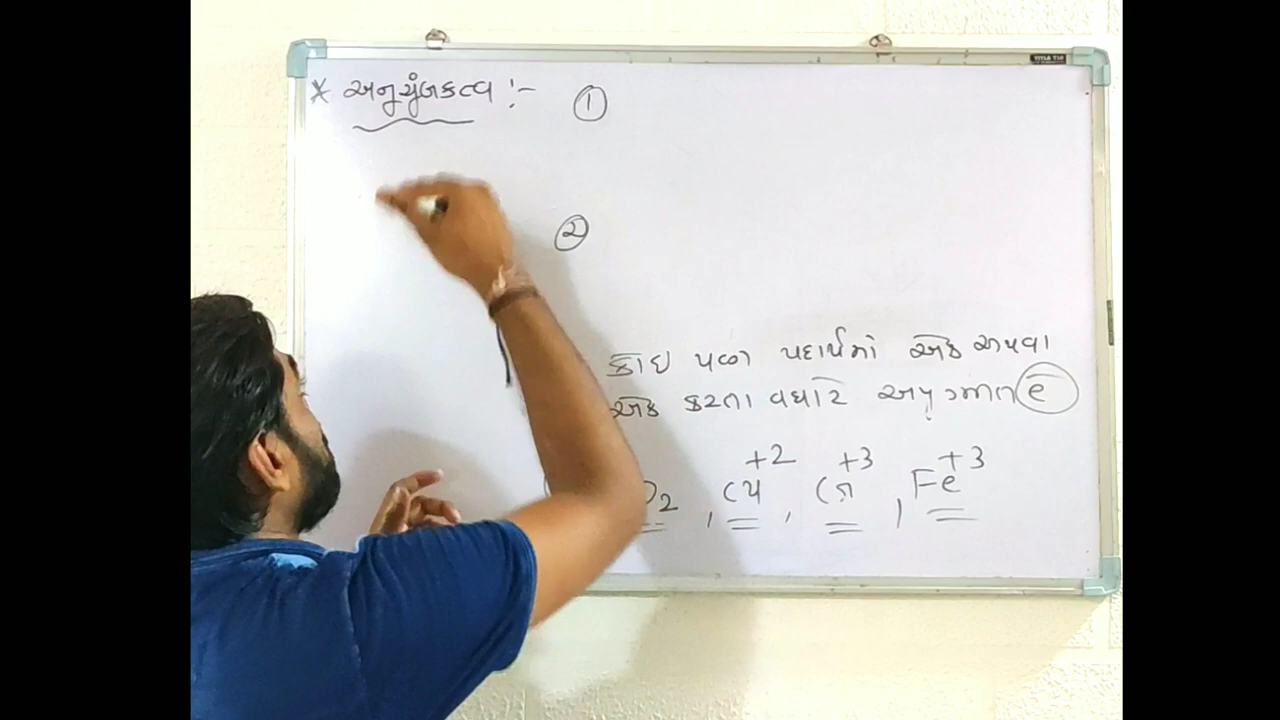 * અનુચુંબકત્વ :- ①
②
કોઇ પણ પદાર્થમાં એક અથવા
એક કરતા વધારે અયુગ્મિત e⁻
O₂ , Cu⁺² , Cr⁺³ , Fe⁺³